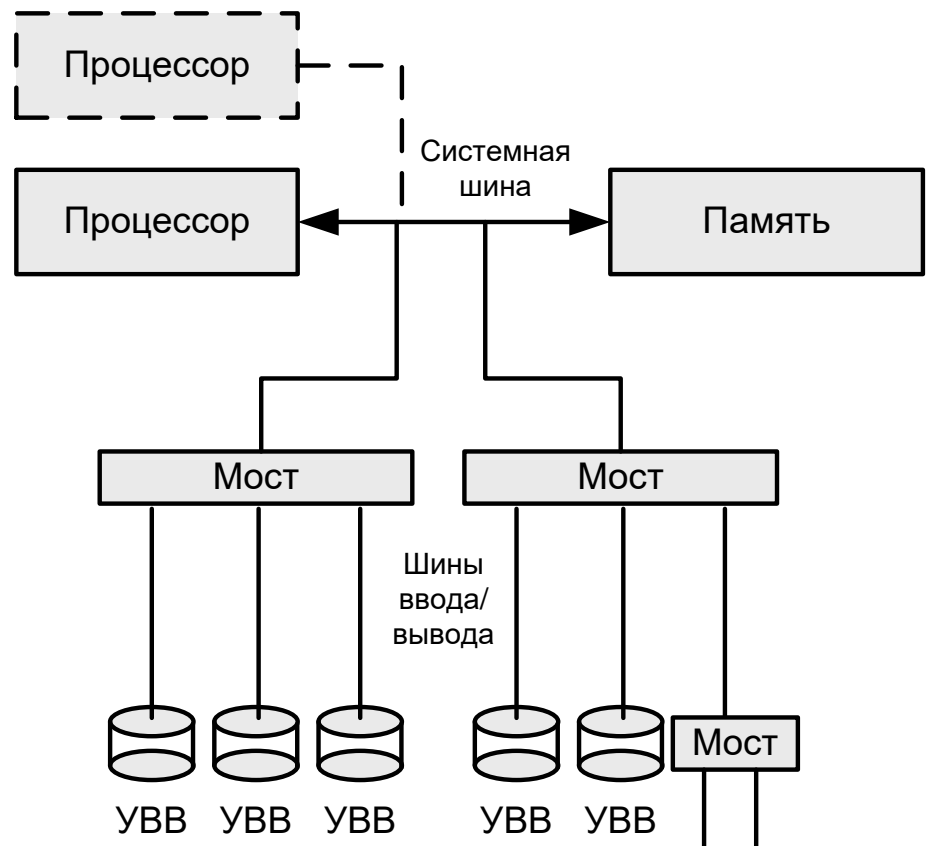 Процессор
Системная
шина
Процессор
Память
Мост
Мост
Шины
ввода/
вывода
Мост
УВВ
УВВ
УВВ
УВВ
УВВ